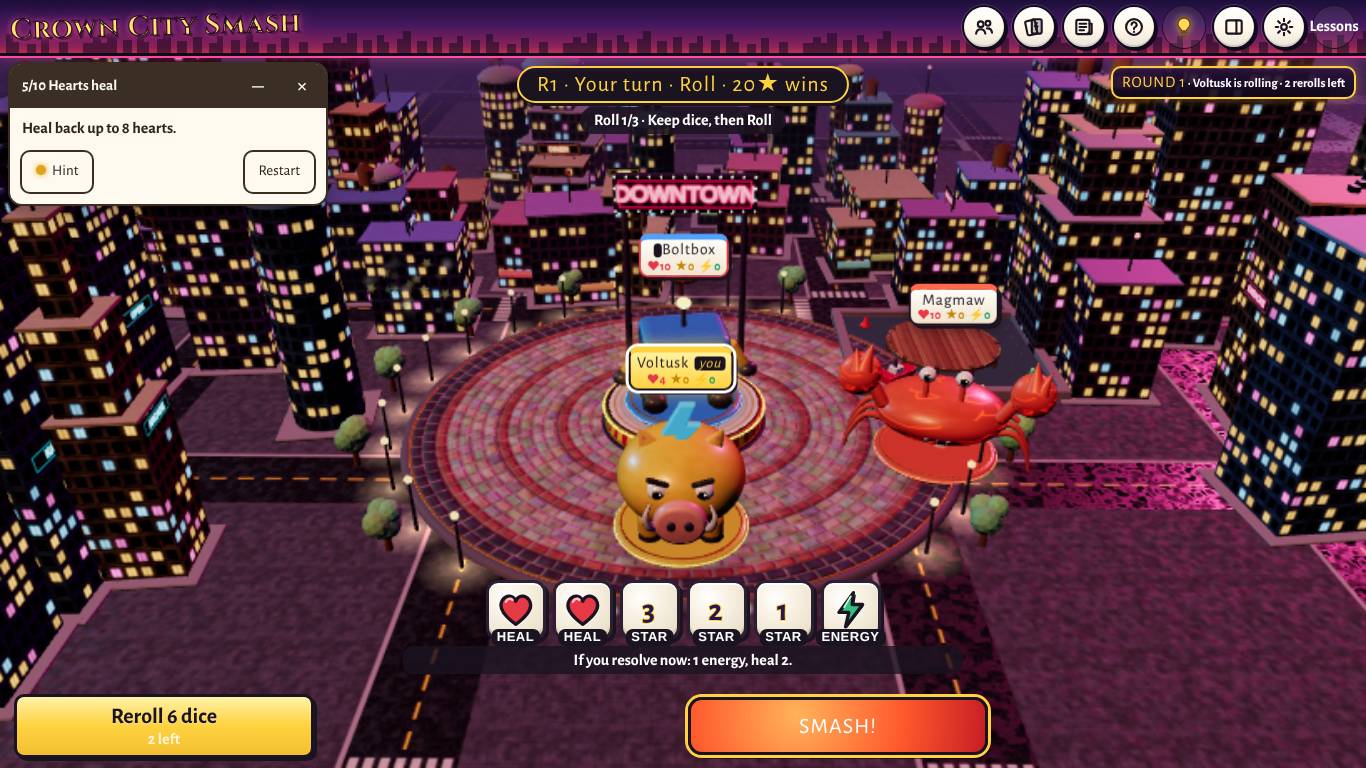 Crown City Smash
Lessons
5/10 Hearts heal
Heal back up to 8 hearts.
Hint
Restart
R1 · Your turn · Roll · 20★ wins
Roll 1/3 · Keep dice, then Roll
ROUND 1 · Voltusk is rolling · 2 rerolls left
DOWNTOWN
Boltbox
♥10 ★0 ⚡0
Magmaw
♥10 ★0 ⚡0
Voltusk you
♥4 ★0 ⚡0
3 2 1
HEAL HEAL STAR STAR STAR ENERGY
If you resolve now: 1 energy, heal 2.
Reroll 6 dice
2 left
SMASH!